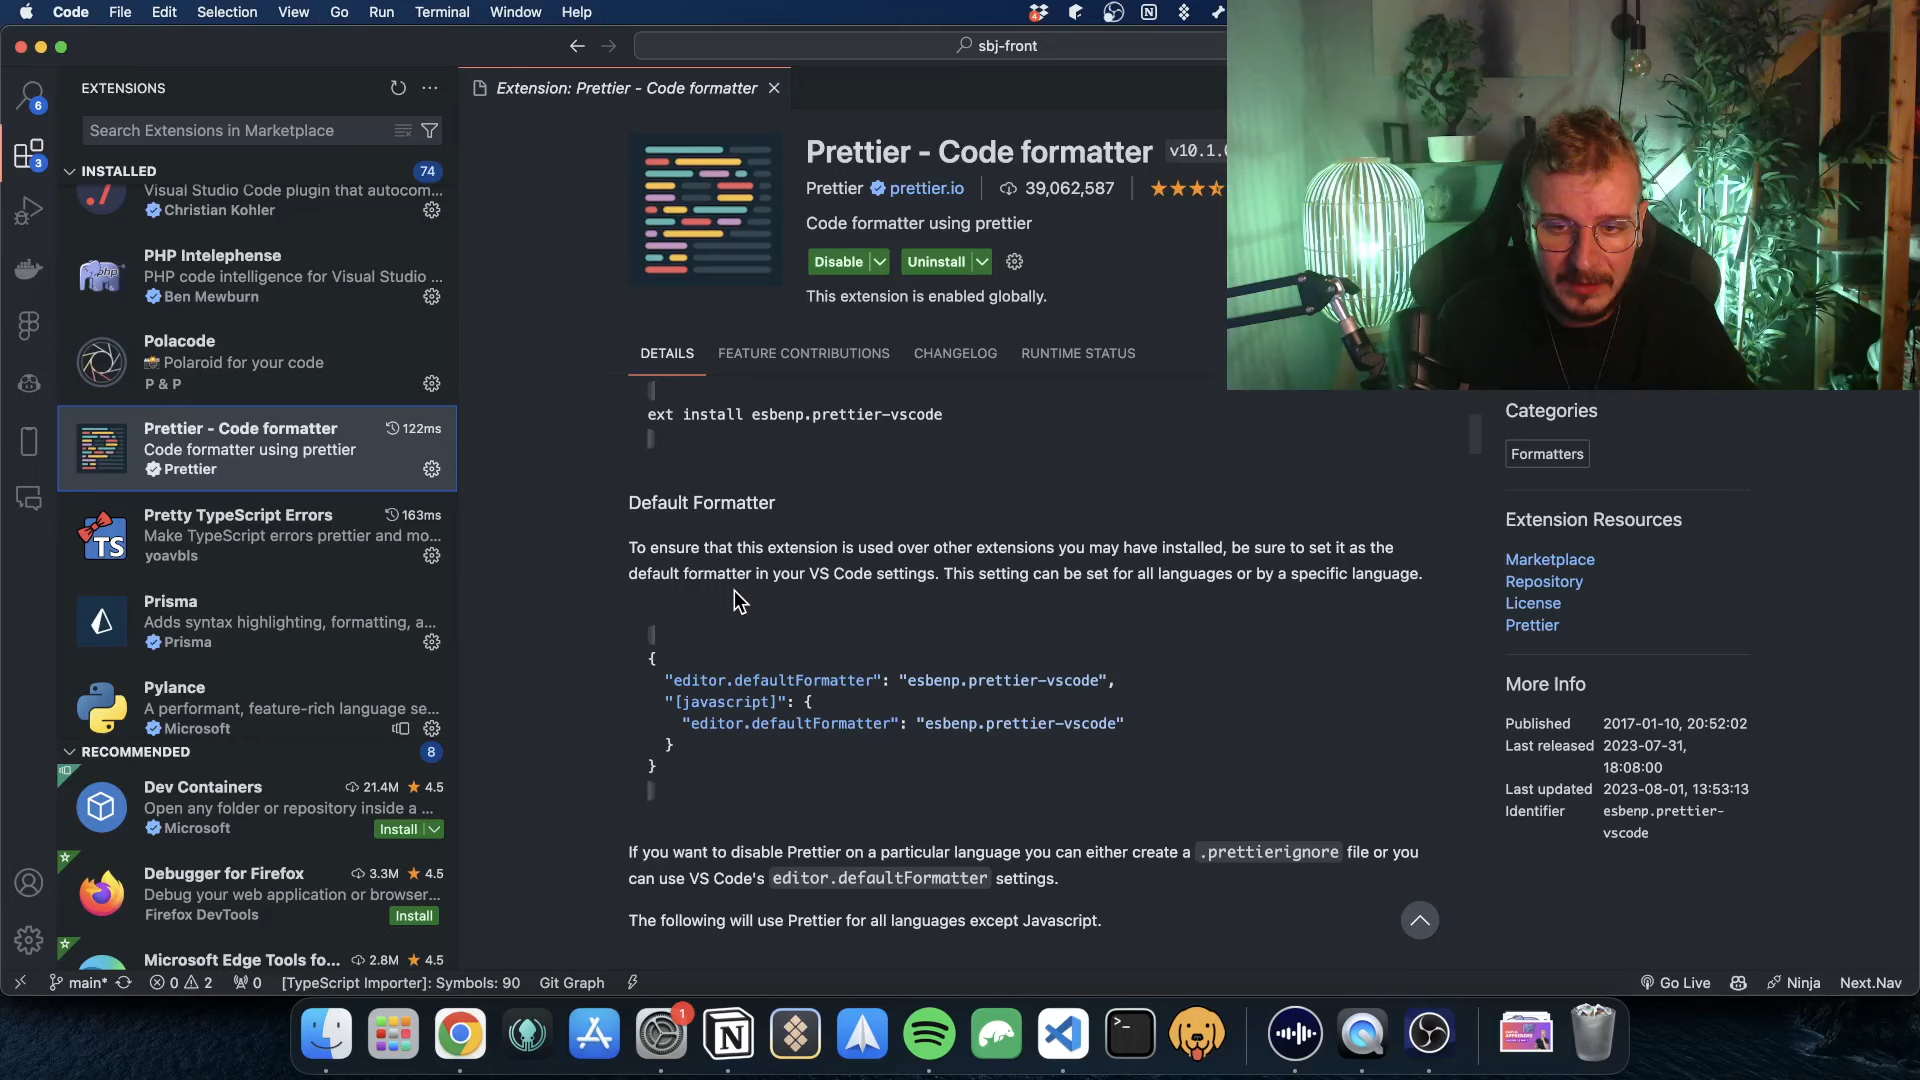 Code File Edit Selection View Go Run Terminal Window Help
4
sbj-front
EXTENSIONS
Extension: Prettier - Code formatter
6
3
Search Extensions in Marketplace
INSTALLED 74
Visual Studio Code plugin that autocom...
Christian Kohler
PHP Intelephense
PHP code intelligence for Visual Studio ...
Ben Mewburn
Polacode
Polaroid for your code
P & P
Prettier - Code formatter 122ms
Code formatter using prettier
Prettier
Pretty TypeScript Errors 163ms
Make TypeScript errors prettier and mo...
yoavbls
Prisma
Adds syntax highlighting, formatting, a...
Prisma
Pylance
A performant, feature-rich language se...
Microsoft
RECOMMENDED 8
Dev Containers 21.4M 4.5
Open any folder or repository inside a ...
Microsoft Install
Debugger for Firefox 3.3M 4.5
Debug your web application or browser...
Firefox DevTools Install
Microsoft Edge Tools fo... 2.8M 4.5
Prettier - Code formatter v10.1.0
Prettier prettier.io 39,062,587
Code formatter using prettier
Disable Uninstall
This extension is enabled globally.
DETAILS FEATURE CONTRIBUTIONS CHANGELOG RUNTIME STATUS
ext install esbenp.prettier-vscode
Default Formatter
To ensure that this extension is used over other extensions you may have installed, be sure to set it as the
default formatter in your VS Code settings. This setting can be set for all languages or by a specific language.
{
"editor.defaultFormatter": "esbenp.prettier-vscode",
"[javascript]": {
"editor.defaultFormatter": "esbenp.prettier-vscode"
}
}
If you want to disable Prettier on a particular language you can either create a .prettierignore file or you
can use VS Code's editor.defaultFormatter settings.
The following will use Prettier for all languages except Javascript.
Categories
Formatters
Extension Resources
Marketplace
Repository
License
Prettier
More Info
Published 2017-01-10, 20:52:02
Last released 2023-07-31,
18:08:00
Last updated 2023-08-01, 13:53:13
Identifier esbenp.prettier-
vscode
main* 0 2 0 [TypeScript Importer]: Symbols: 90 Git Graph Go Live Ninja Next.Nav
1